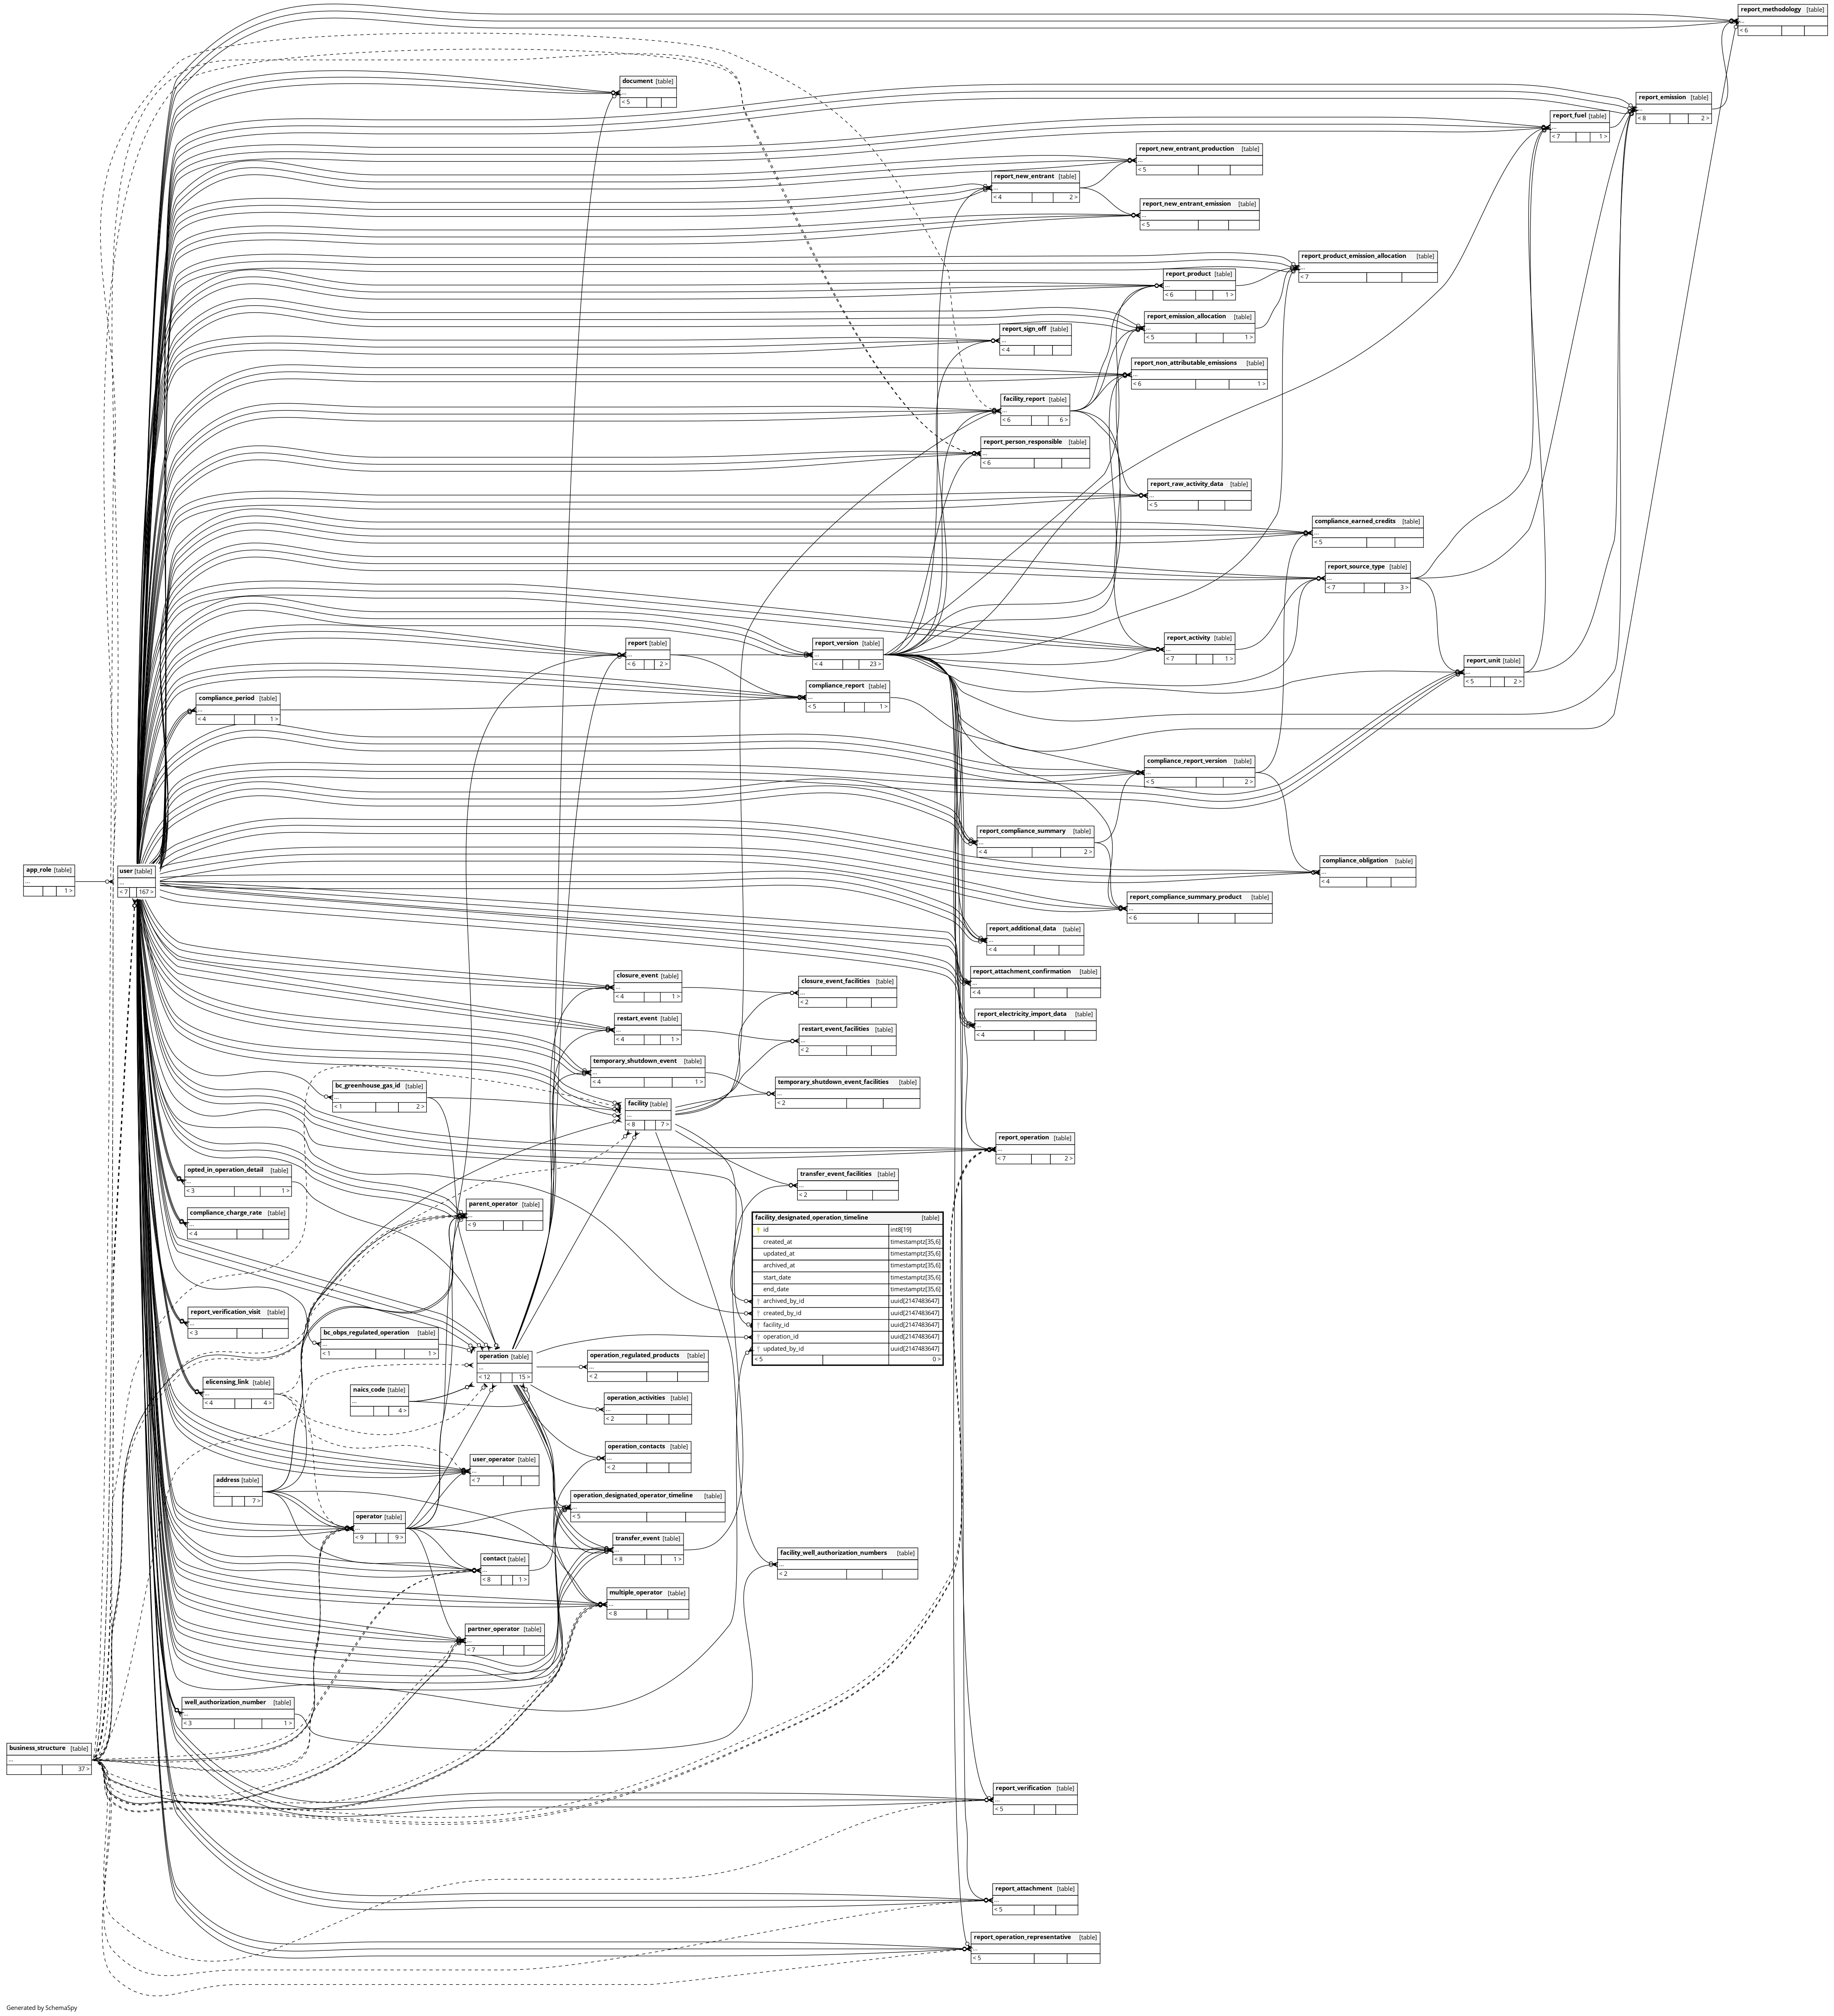 report_methodology [table]
...
< 6
document [table]
...
< 5
report_emission [table]
...
< 8 2 >
report_fuel [table]
...
< 7 1 >
report_new_entrant_production [table]
...
< 5
report_new_entrant [table]
...
< 4 2 >
report_new_entrant_emission [table]
...
< 5
report_product_emission_allocation [table]
...
< 7
report_product [table]
...
< 6 1 >
report_emission_allocation [table]
...
< 5 1 >
report_sign_off [table]
...
< 4
report_non_attributable_emissions [table]
...
< 6 1 >
facility_report [table]
...
< 6 6 >
report_person_responsible [table]
...
< 6
report_raw_activity_data [table]
...
< 5
compliance_earned_credits [table]
...
< 5
report_source_type [table]
...
< 7 3 >
report [table]
...
< 6 2 >
report_version [table]
...
< 4 23 >
report_activity [table]
...
< 7 1 >
report_unit [table]
...
< 5 2 >
compliance_report [table]
...
< 5 1 >
compliance_period [table]
...
< 4 1 >
compliance_report_version [table]
...
< 5 2 >
report_compliance_summary [table]
...
< 4 2 >
compliance_obligation [table]
...
< 4
app_role [table]
...
1 >
user [table]
...
< 7 167 >
report_compliance_summary_product [table]
...
< 6
report_additional_data [table]
...
< 4
report_attachment_confirmation [table]
...
< 4
closure_event [table]
...
< 4 1 >
closure_event_facilities [table]
...
< 2
report_electricity_import_data [table]
...
< 4
restart_event [table]
...
< 4 1 >
restart_event_facilities [table]
...
< 2
temporary_shutdown_event [table]
...
< 4 1 >
temporary_shutdown_event_facilities [table]
...
< 2
bc_greenhouse_gas_id [table]
...
< 1 2 >
facility [table]
...
< 8 7 >
report_operation [table]
...
< 7 2 >
opted_in_operation_detail [table]
...
< 3 1 >
transfer_event_facilities [table]
...
< 2
parent_operator [table]
...
< 9
compliance_charge_rate [table]
...
< 4
facility_designated_operation_timeline [table]
id int8[19]
created_at timestamptz[35,6]
updated_at timestamptz[35,6]
archived_at timestamptz[35,6]
start_date timestamptz[35,6]
end_date timestamptz[35,6]
archived_by_id uuid[2147483647]
created_by_id uuid[2147483647]
facility_id uuid[2147483647]
operation_id uuid[2147483647]
updated_by_id uuid[2147483647]
< 5 0 >
report_verification_visit [table]
...
< 3
bc_obps_regulated_operation [table]
...
< 1 1 >
operation [table]
...
< 12 15 >
operation_regulated_products [table]
...
< 2
elicensing_link [table]
...
< 4 4 >
naics_code [table]
...
4 >
operation_activities [table]
...
< 2
operation_contacts [table]
...
< 2
user_operator [table]
...
< 7
address [table]
...
7 >
operation_designated_operator_timeline [table]
...
< 5
operator [table]
...
< 9 9 >
transfer_event [table]
...
< 8 1 >
facility_well_authorization_numbers [table]
...
< 2
contact [table]
...
< 8 1 >
multiple_operator [table]
...
< 8
partner_operator [table]
...
< 7
well_authorization_number [table]
...
< 3 1 >
business_structure [table]
...
37 >
report_verification [table]
...
< 5
report_attachment [table]
...
< 5
report_operation_representative [table]
...
< 5
Generated by SchemaSpy